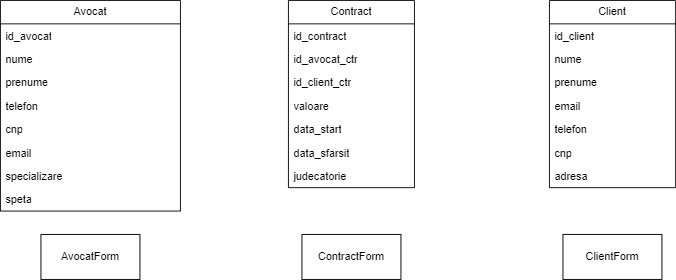 Avocat
id_avocat
nume
prenume
telefon
cnp
email
specializare
speta
Contract
id_contract
id_avocat_ctr
id_client_ctr
valoare
data_start
data_sfarsit
judecatorie
Client
id_client
nume
prenume
email
telefon
cnp
adresa
AvocatForm
ContractForm
ClientForm